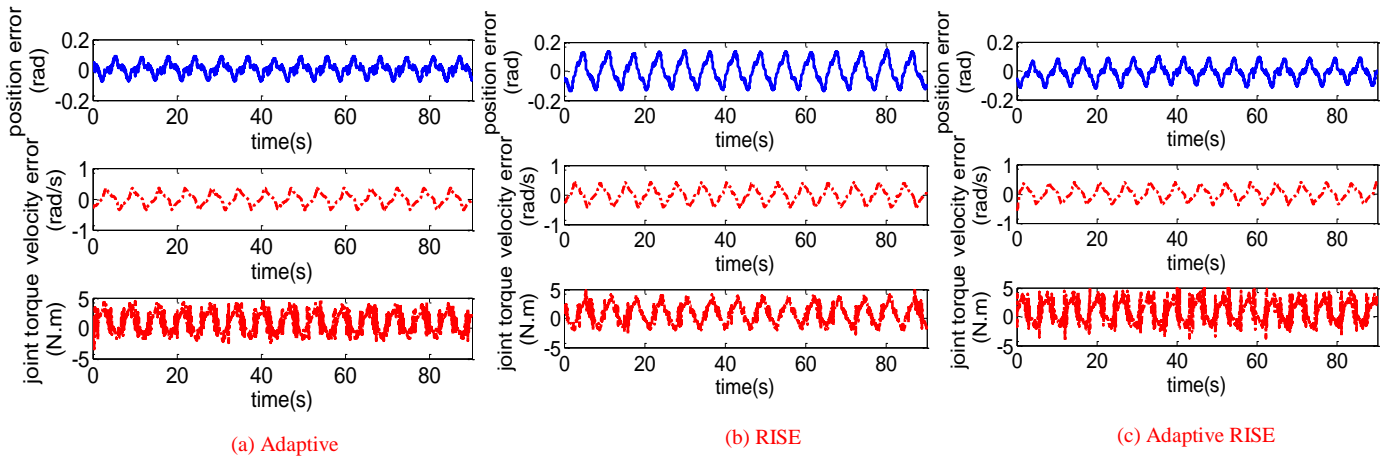 position error
(rad)
0.2
0
-0.2
0
20
40
60
80
time(s)
velocity error
(rad/s)
1
0
-1
0
20
40
60
80
time(s)
joint torque
(N.m)
5
0
-5
0
20
40
60
80
time(s)
(a) Adaptive
position error
(rad)
0.2
0
-0.2
0
20
40
60
80
time(s)
velocity error
(rad/s)
1
0
-1
0
20
40
60
80
time(s)
joint torque
(N.m)
5
0
-5
0
20
40
60
80
time(s)
(b) RISE
position error
(rad)
0.2
0
-0.2
0
20
40
60
80
time(s)
velocity error
(rad/s)
1
0
-1
0
20
40
60
80
time(s)
joint torque
(N.m)
5
0
-5
0
20
40
60
80
time(s)
(c) Adaptive RISE